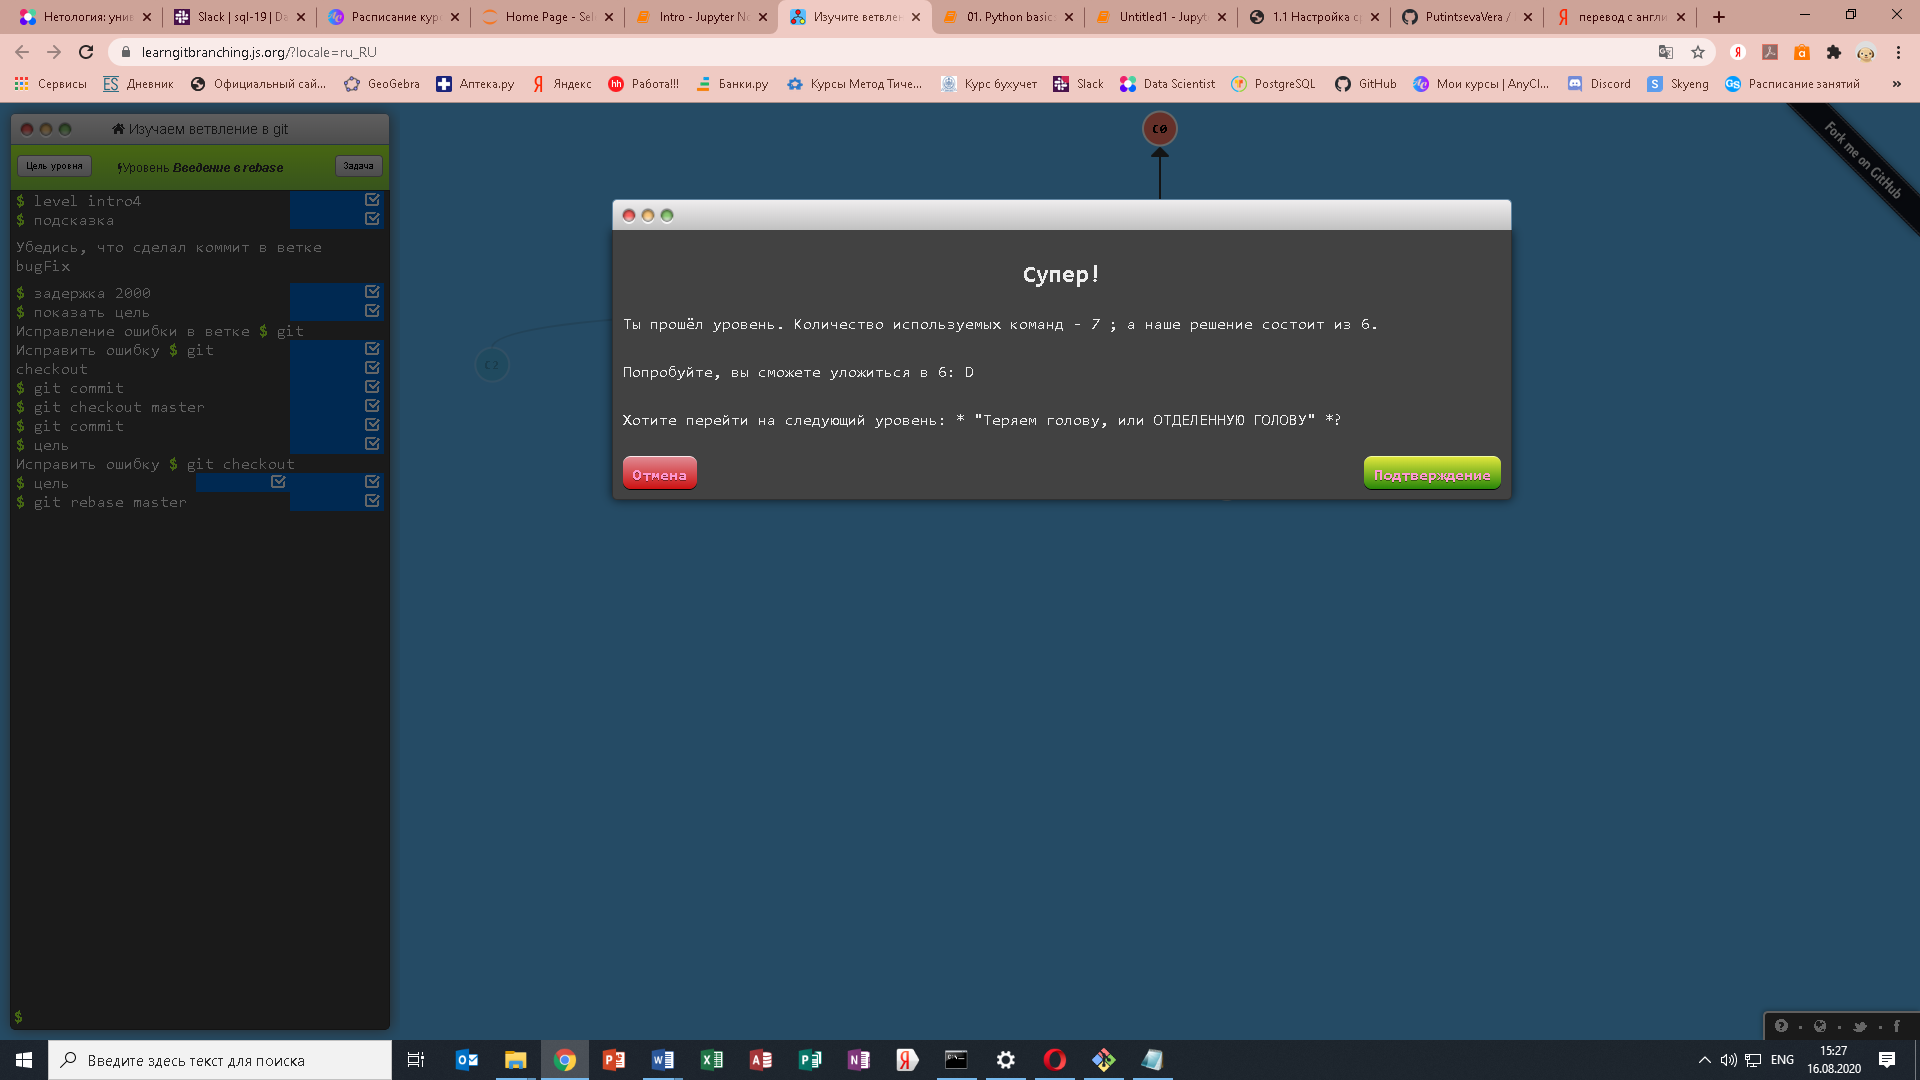 Нетология: унив
Slack | sql-19 | Da
Расписание кур
Home Page - Sel
Intro - Jupyter No
Изучите ветвлен
01. Python basic
Untitled1 - Jupyt
1.1 Настройка с
PutintsevaVera /
перевод с англи
learngitbranching.js.org/?locale=ru_RU
Сервисы
Дневник
Официальный сай...
GeoGebra
Аптека.ру
Яндекс
Работа!!!
Банки.ру
Курсы Метод Тиче...
Курс бухучет
Slack
Data Scientist
PostgreSQL
GitHub
Мои курсы | AnyCl...
Discord
Skyeng
Расписание занятий
»
Изучаем ветвление в git
Цель уровня
Уровень Введение в rebase
Задача
$ level intro4
$ подсказка
Убедись, что сделал коммит в ветке
bugFix
$ задержка 2000
$ показать цель
Исправление ошибки в ветке $ git
Исправить ошибку $ git
checkout
$ git commit
$ git checkout master
$ git commit
$ цель
Исправить ошибку $ git checkout
$ цель
$ git rebase master
$
C0
C2
Fork me on GitHub
Супер!
Ты прошёл уровень. Количество используемых команд - 7 ; а наше решение состоит из 6.
Попробуйте, вы сможете уложиться в 6: D
Хотите перейти на следующий уровень: * "Теряем голову, или ОТДЕЛЕННУЮ ГОЛОВУ" *?
Отмена
Подтверждение
Введите здесь текст для поиска
ENG
15:27
16.08.2020